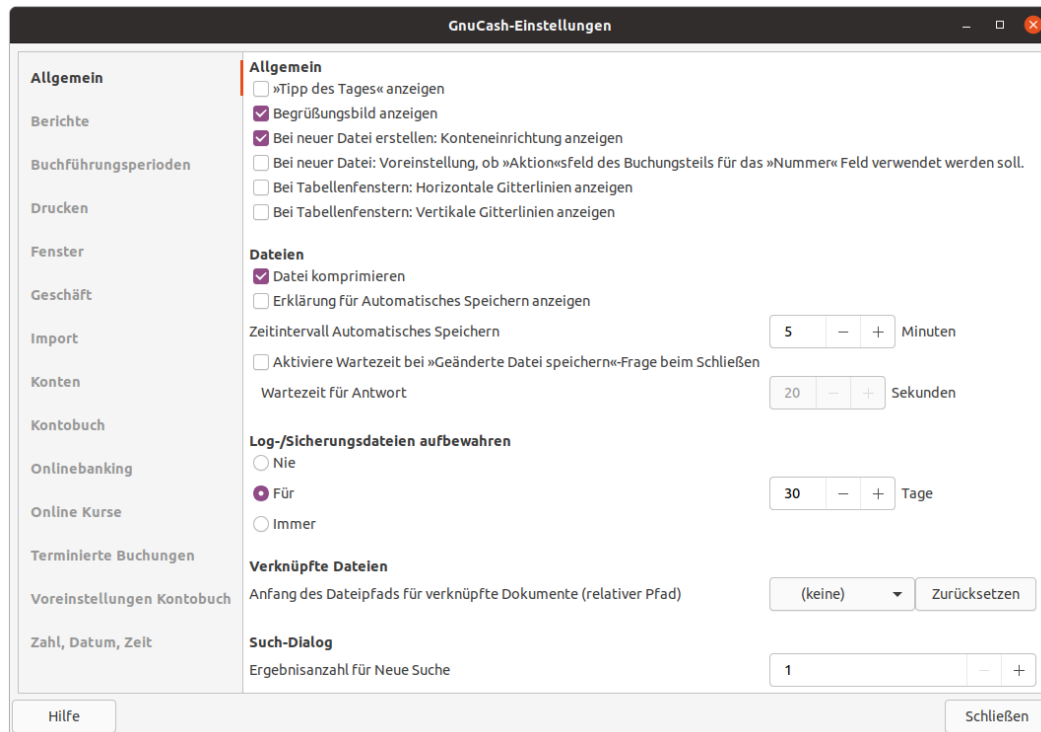 GnuCash-Einstellungen
Allgemein
Berichte
Buchführungsperioden
Drucken
Fenster
Geschäft
Import
Konten
Kontobuch
Onlinebanking
Online Kurse
Terminierte Buchungen
Voreinstellungen Kontobuch
Zahl, Datum, Zeit
Allgemein
»Tipp des Tages« anzeigen
Begrüßungsbild anzeigen
Bei neuer Datei erstellen: Konteneinrichtung anzeigen
Bei neuer Datei: Voreinstellung, ob »Aktion«sfeld des Buchungsteils für das »Nummer« Feld verwendet werden soll.
Bei Tabellenfenstern: Horizontale Gitterlinien anzeigen
Bei Tabellenfenstern: Vertikale Gitterlinien anzeigen
Dateien
Datei komprimieren
Erklärung für Automatisches Speichern anzeigen
Zeitintervall Automatisches Speichern 5 Minuten
Aktiviere Wartezeit bei »Geänderte Datei speichern«-Frage beim Schließen
Wartezeit für Antwort 20 Sekunden
Log-/Sicherungsdateien aufbewahren
Nie
Für 30 Tage
Immer
Verknüpfte Dateien
Anfang des Dateipfads für verknüpfte Dokumente (relativer Pfad) (keine) Zurücksetzen
Such-Dialog
Ergebnisanzahl für Neue Suche 1
Hilfe Schließen